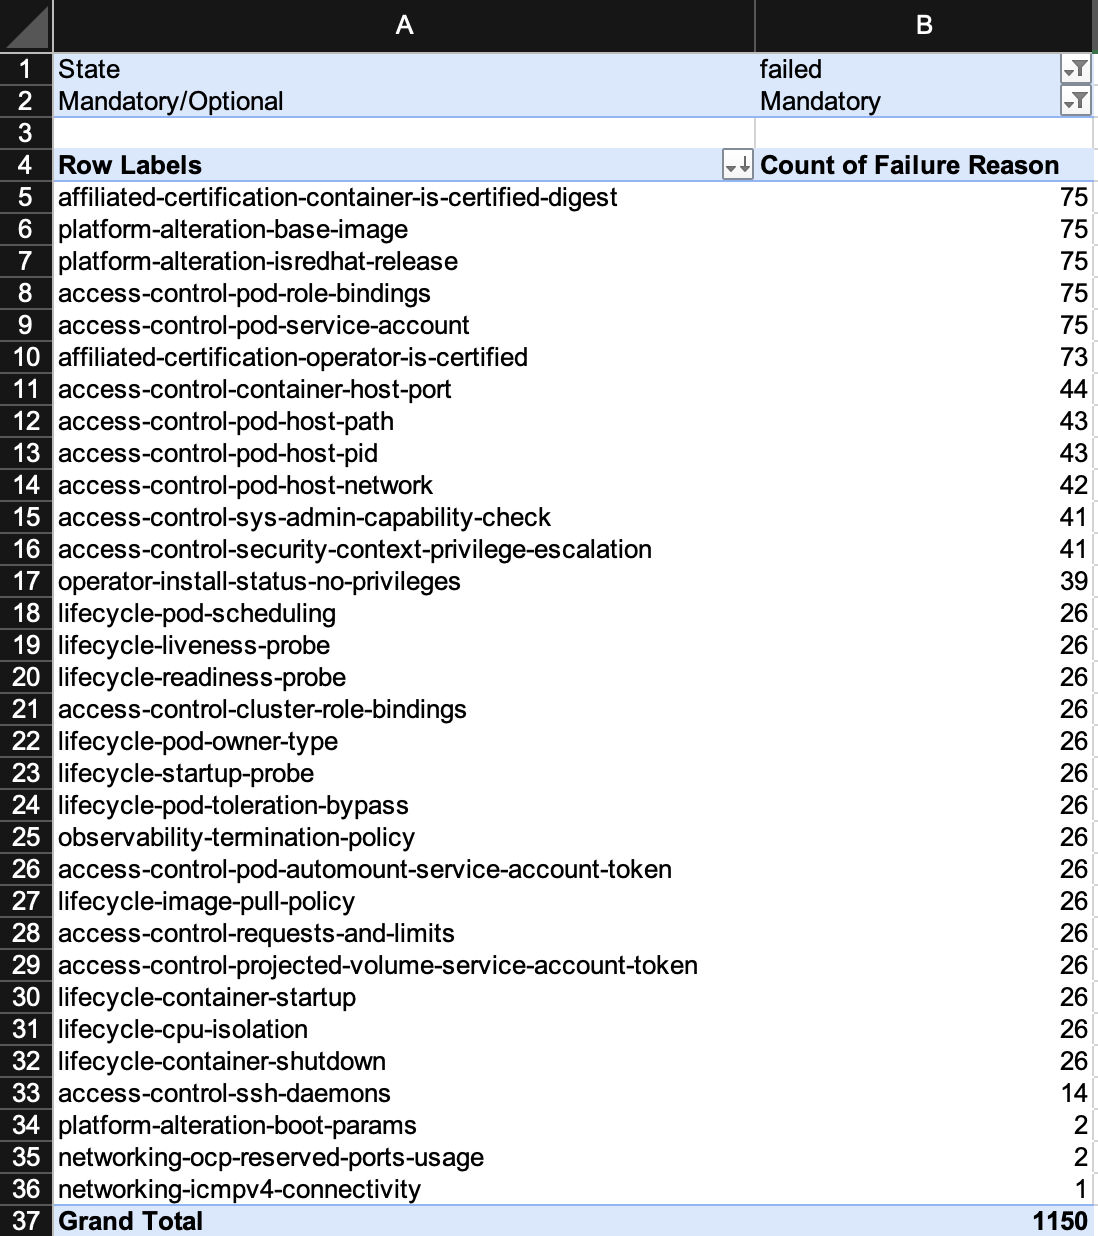 A B
1 State failed
2 Mandatory/Optional Mandatory
3
4 Row Labels Count of Failure Reason
5 affiliated-certification-container-is-certified-digest 75
6 platform-alteration-base-image 75
7 platform-alteration-isredhat-release 75
8 access-control-pod-role-bindings 75
9 access-control-pod-service-account 75
10 affiliated-certification-operator-is-certified 73
11 access-control-container-host-port 44
12 access-control-pod-host-path 43
13 access-control-pod-host-pid 43
14 access-control-pod-host-network 42
15 access-control-sys-admin-capability-check 41
16 access-control-security-context-privilege-escalation 41
17 operator-install-status-no-privileges 39
18 lifecycle-pod-scheduling 26
19 lifecycle-liveness-probe 26
20 lifecycle-readiness-probe 26
21 access-control-cluster-role-bindings 26
22 lifecycle-pod-owner-type 26
23 lifecycle-startup-probe 26
24 lifecycle-pod-toleration-bypass 26
25 observability-termination-policy 26
26 access-control-pod-automount-service-account-token 26
27 lifecycle-image-pull-policy 26
28 access-control-requests-and-limits 26
29 access-control-projected-volume-service-account-token 26
30 lifecycle-container-startup 26
31 lifecycle-cpu-isolation 26
32 lifecycle-container-shutdown 26
33 access-control-ssh-daemons 14
34 platform-alteration-boot-params 2
35 networking-ocp-reserved-ports-usage 2
36 networking-icmpv4-connectivity 1
37 Grand Total 1150